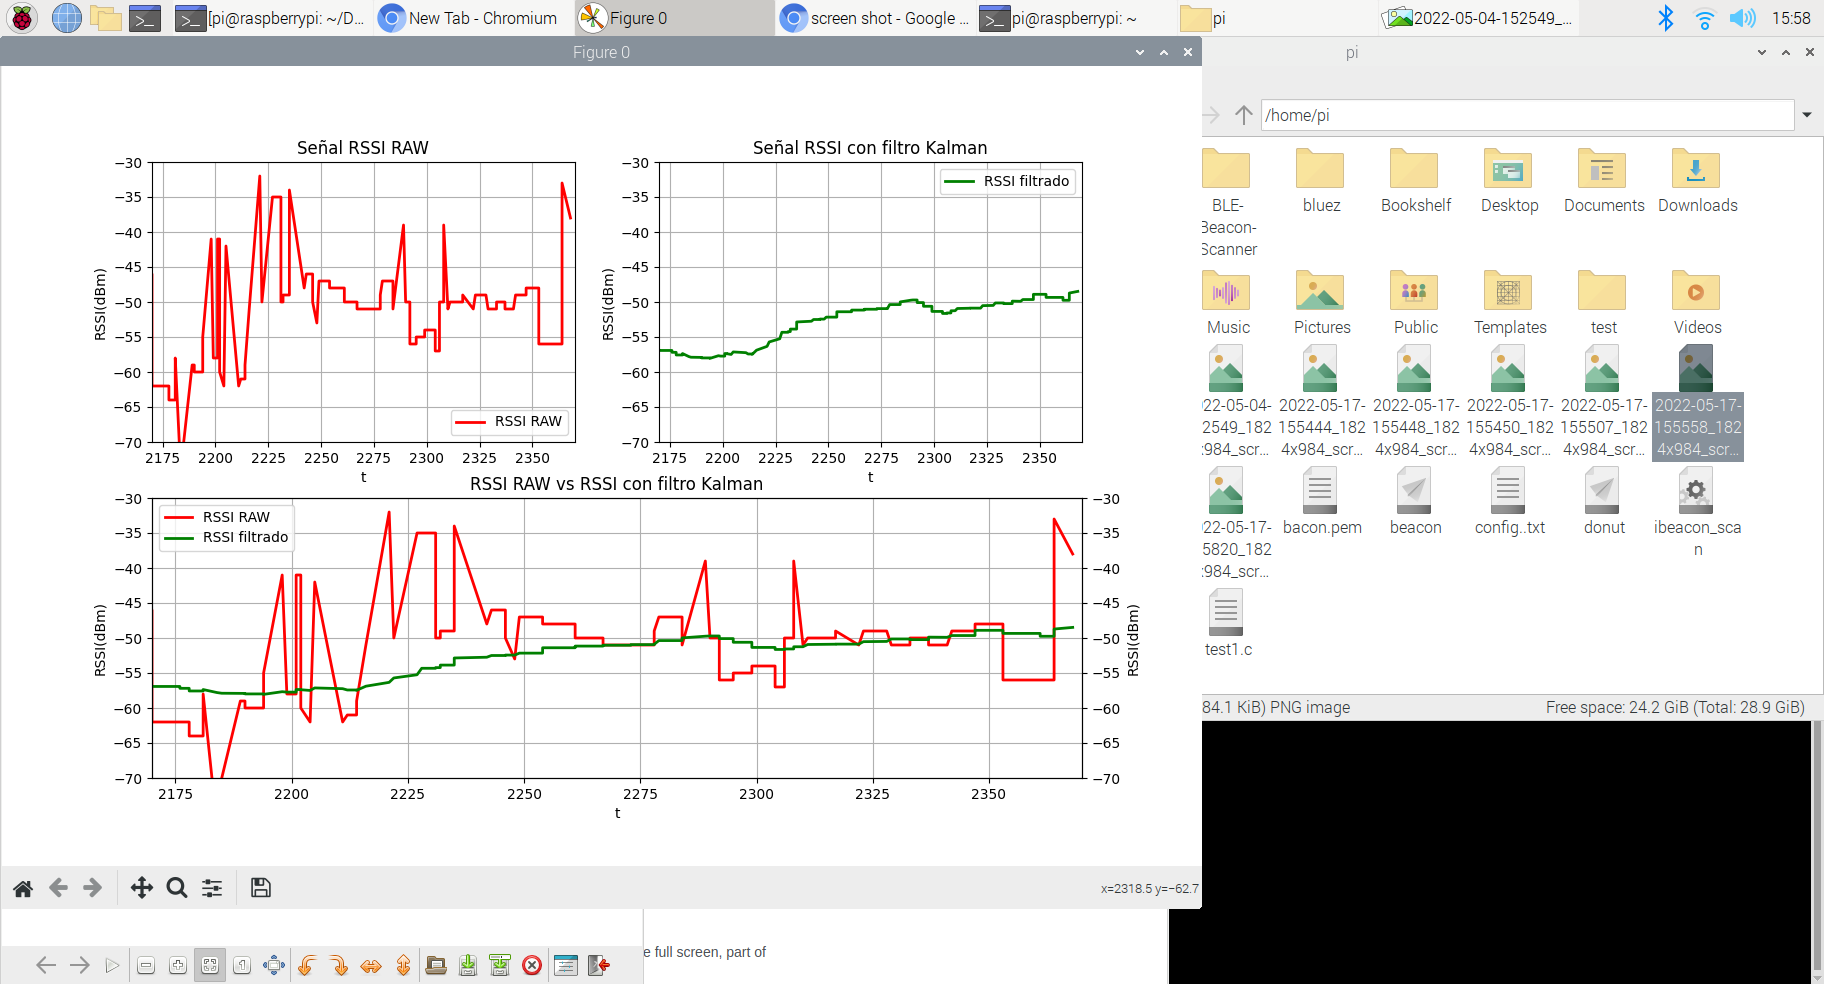 [pi@raspberrypi: ~/D...
New Tab - Chromium
Figure 0
screen shot - Google ...
pi@raspberrypi: ~
pi
2022-05-04-152549_...
15:58
Figure 0
pi
/home/pi
Señal RSSI RAW
−30
−35
−40
−45
−50
−55
−60
−65
−70
RSSI(dBm)
RSSI RAW
2175 2200 2225 2250 2275 2300 2325 2350
t
Señal RSSI con filtro Kalman
−30
−35
−40
−45
−50
−55
−60
−65
−70
RSSI(dBm)
RSSI filtrado
2175 2200 2225 2250 2275 2300 2325 2350
t
RSSI RAW vs RSSI con filtro Kalman
−30
−35
−40
−45
−50
−55
−60
−65
−70
RSSI(dBm)
RSSI RAW
RSSI filtrado
−30
−35
−40
−45
−50
−55
−60
−65
−70
RSSI(dBm)
2175 2200 2225 2250 2275 2300 2325 2350
t
x=2318.5 y=−62.7
BLE-
Beacon-
Scanner
bluez
Bookshelf
Desktop
Documents
Downloads
Music
Pictures
Public
Templates
test
Videos
22-05-04-
2549_182
x984_scr...
2022-05-17-
155444_182
4x984_scr...
2022-05-17-
155448_182
4x984_scr...
2022-05-17-
155450_182
4x984_scr...
2022-05-17-
155507_182
4x984_scr...
2022-05-17-
155558_182
4x984_scr...
22-05-17-
5820_182
x984_scr...
bacon.pem
beacon
config..txt
donut
ibeacon_sca
n
test1.c
84.1 KiB) PNG image
Free space: 24.2 GiB (Total: 28.9 GiB)
e full screen, part of